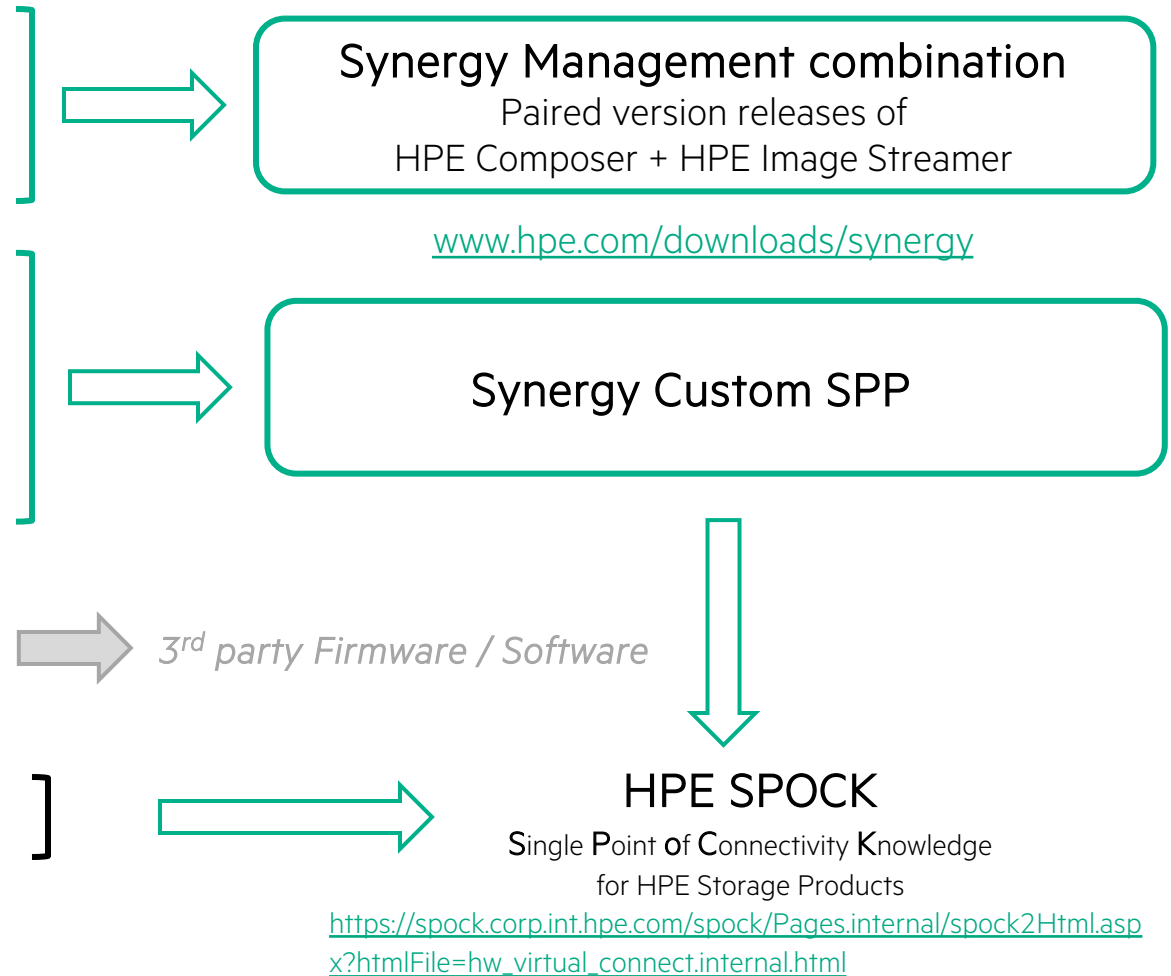 Synergy Management combination
Paired version releases of
HPE Composer + HPE Image Streamer
www.hpe.com/downloads/synergy
Synergy Custom SPP
3rd party Firmware / Software
HPE SPOCK
Single Point of Connectivity Knowledge
for HPE Storage Products
https://spock.corp.int.hpe.com/spock/Pages.internal/spock2Html.asp
x?htmlFile=hw_virtual_connect.internal.html